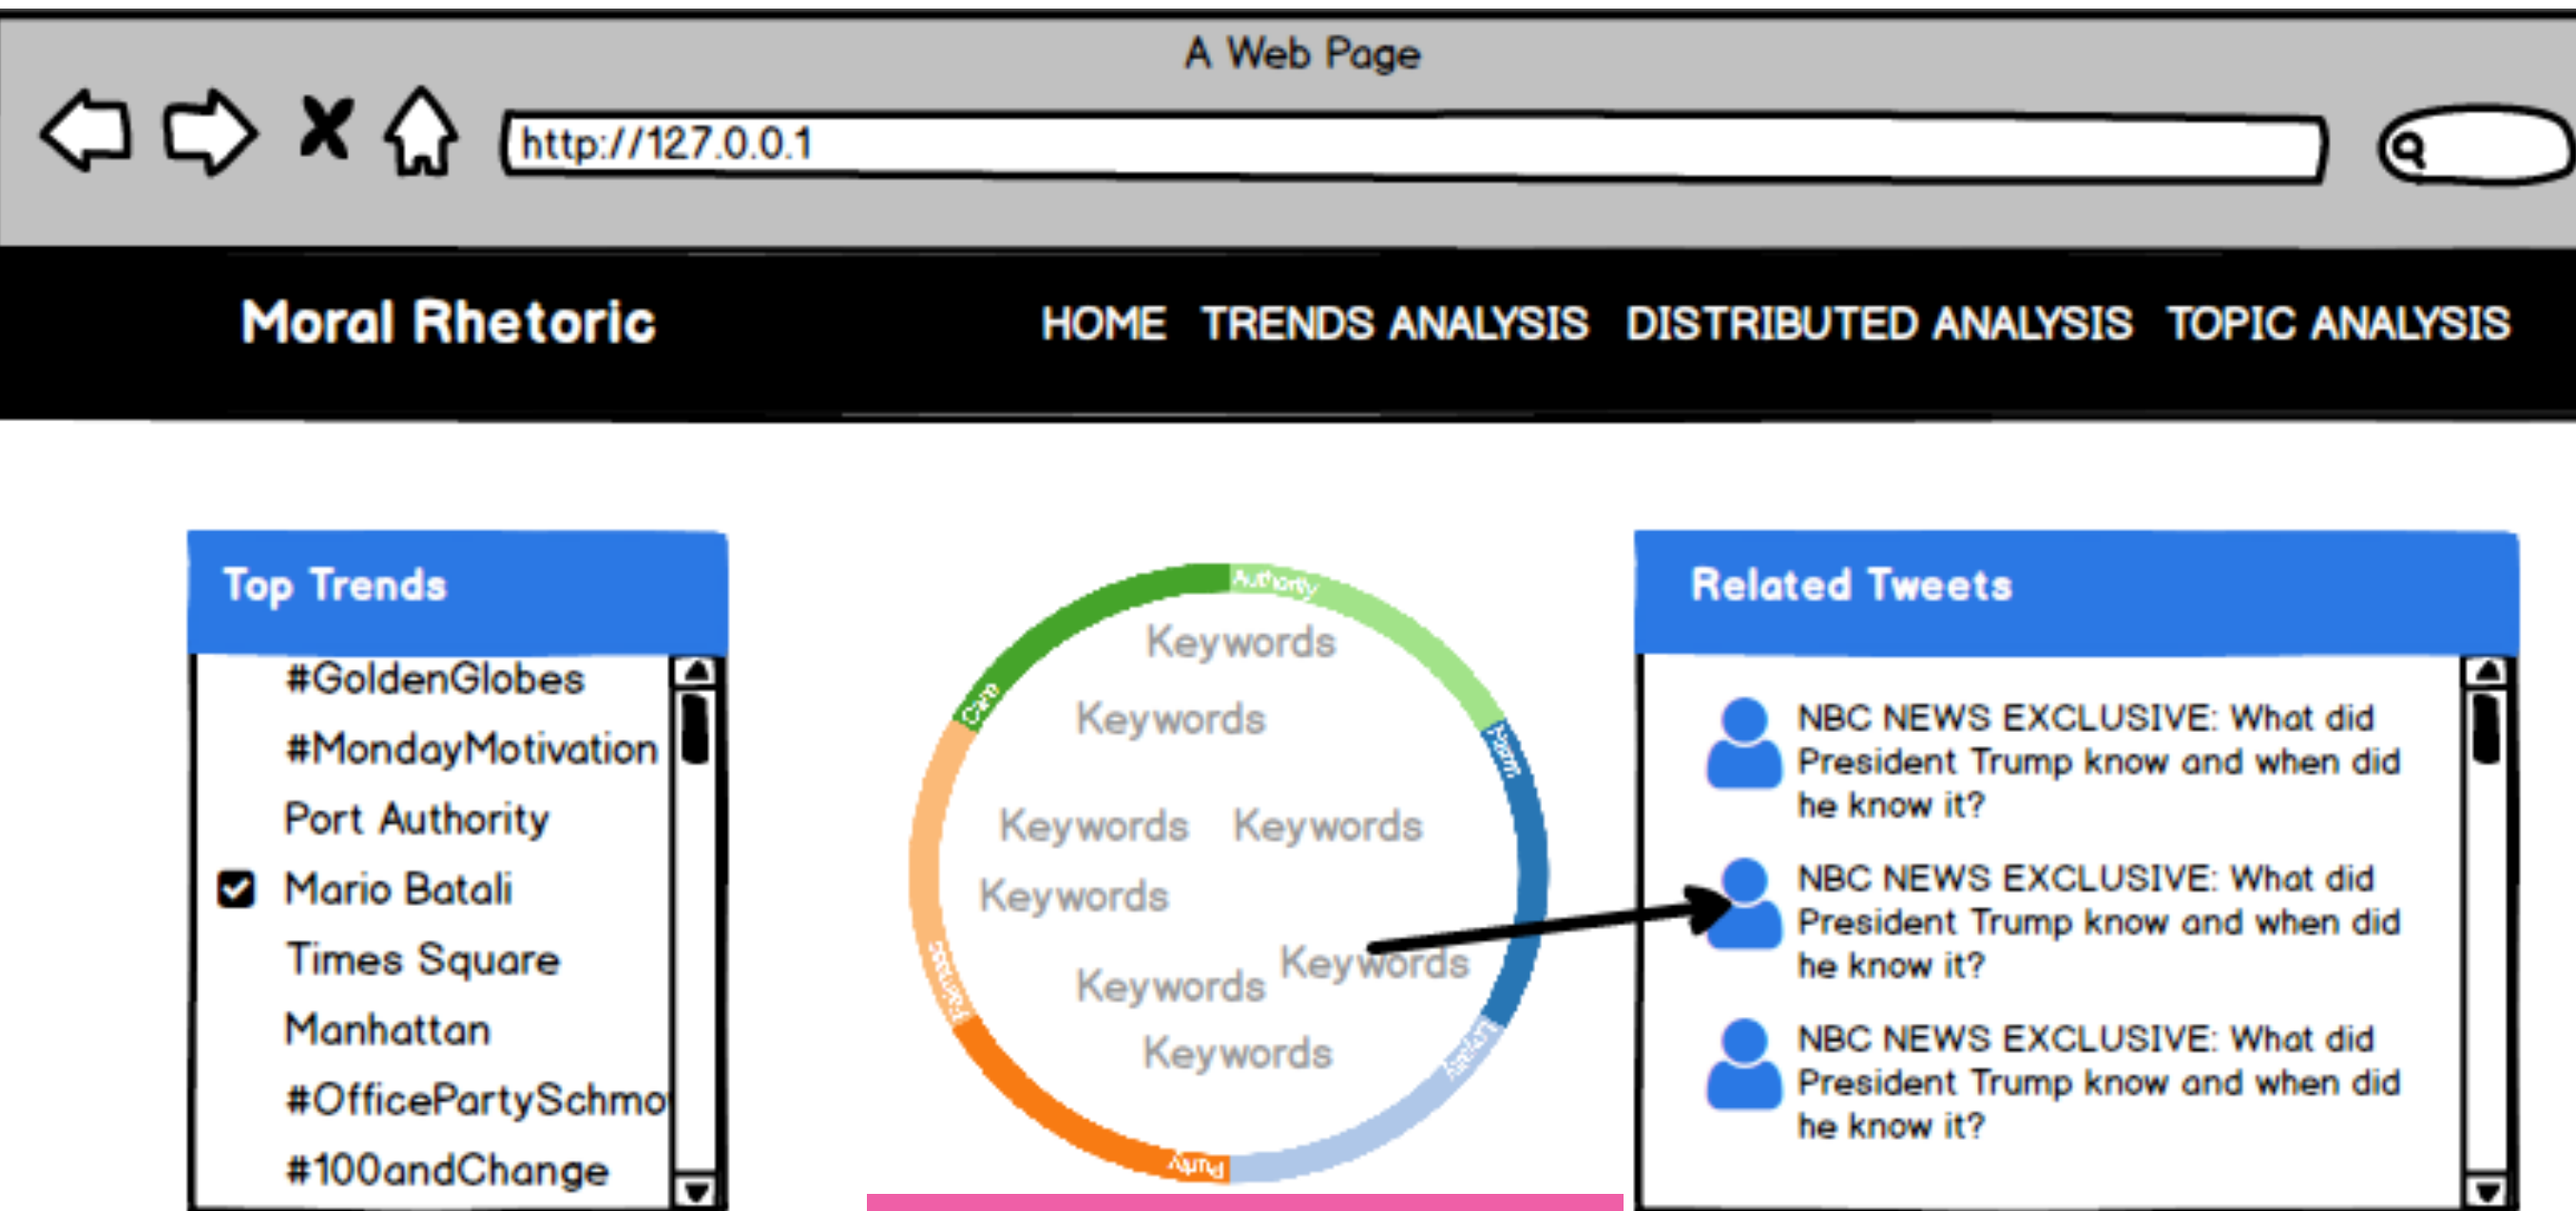 A Web Page
http://127.0.0.1
Moral Rhetoric
HOME TRENDS ANALYSIS DISTRIBUTED ANALYSIS TOPIC ANALYSIS
Top Trends
#GoldenGlobes
#MondayMotivation
Port Authority
Mario Batali
Times Square
Manhattan
#OfficePartySchmo
#100andChange
Authority
Harm
Loyalty
Purity
Fairness
Care
Keywords
Keywords
Keywords Keywords
Keywords
Keywords
Keywords
Keywords
Related Tweets
NBC NEWS EXCLUSIVE: What did
President Trump know and when did
he know it?
NBC NEWS EXCLUSIVE: What did
President Trump know and when did
he know it?
NBC NEWS EXCLUSIVE: What did
President Trump know and when did
he know it?